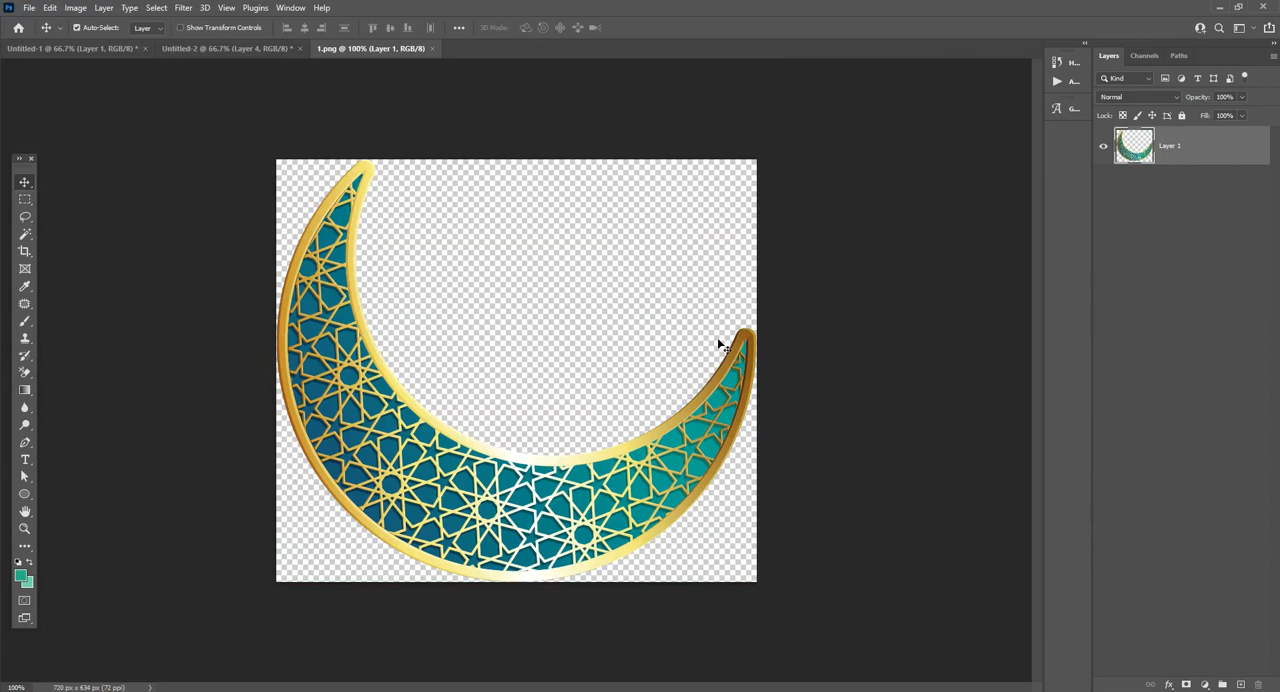 Ps File Edit Image Layer Type Select Filter 3D View Plugins Window Help
Auto-Select: Layer Show Transform Controls 3D Mode:
Untitled-1 @ 66.7% (Layer 1, RGB/8) * Untitled-2 @ 66.7% (Layer 4, RGB/8) * 1.png @ 100% (Layer 1, RGB/8)
H...
A...
G...
Layers Channels Paths
Kind
Normal Opacity: 100%
Lock: Fill: 100%
Layer 1
fx
100% 720 px x 634 px (72 ppi)